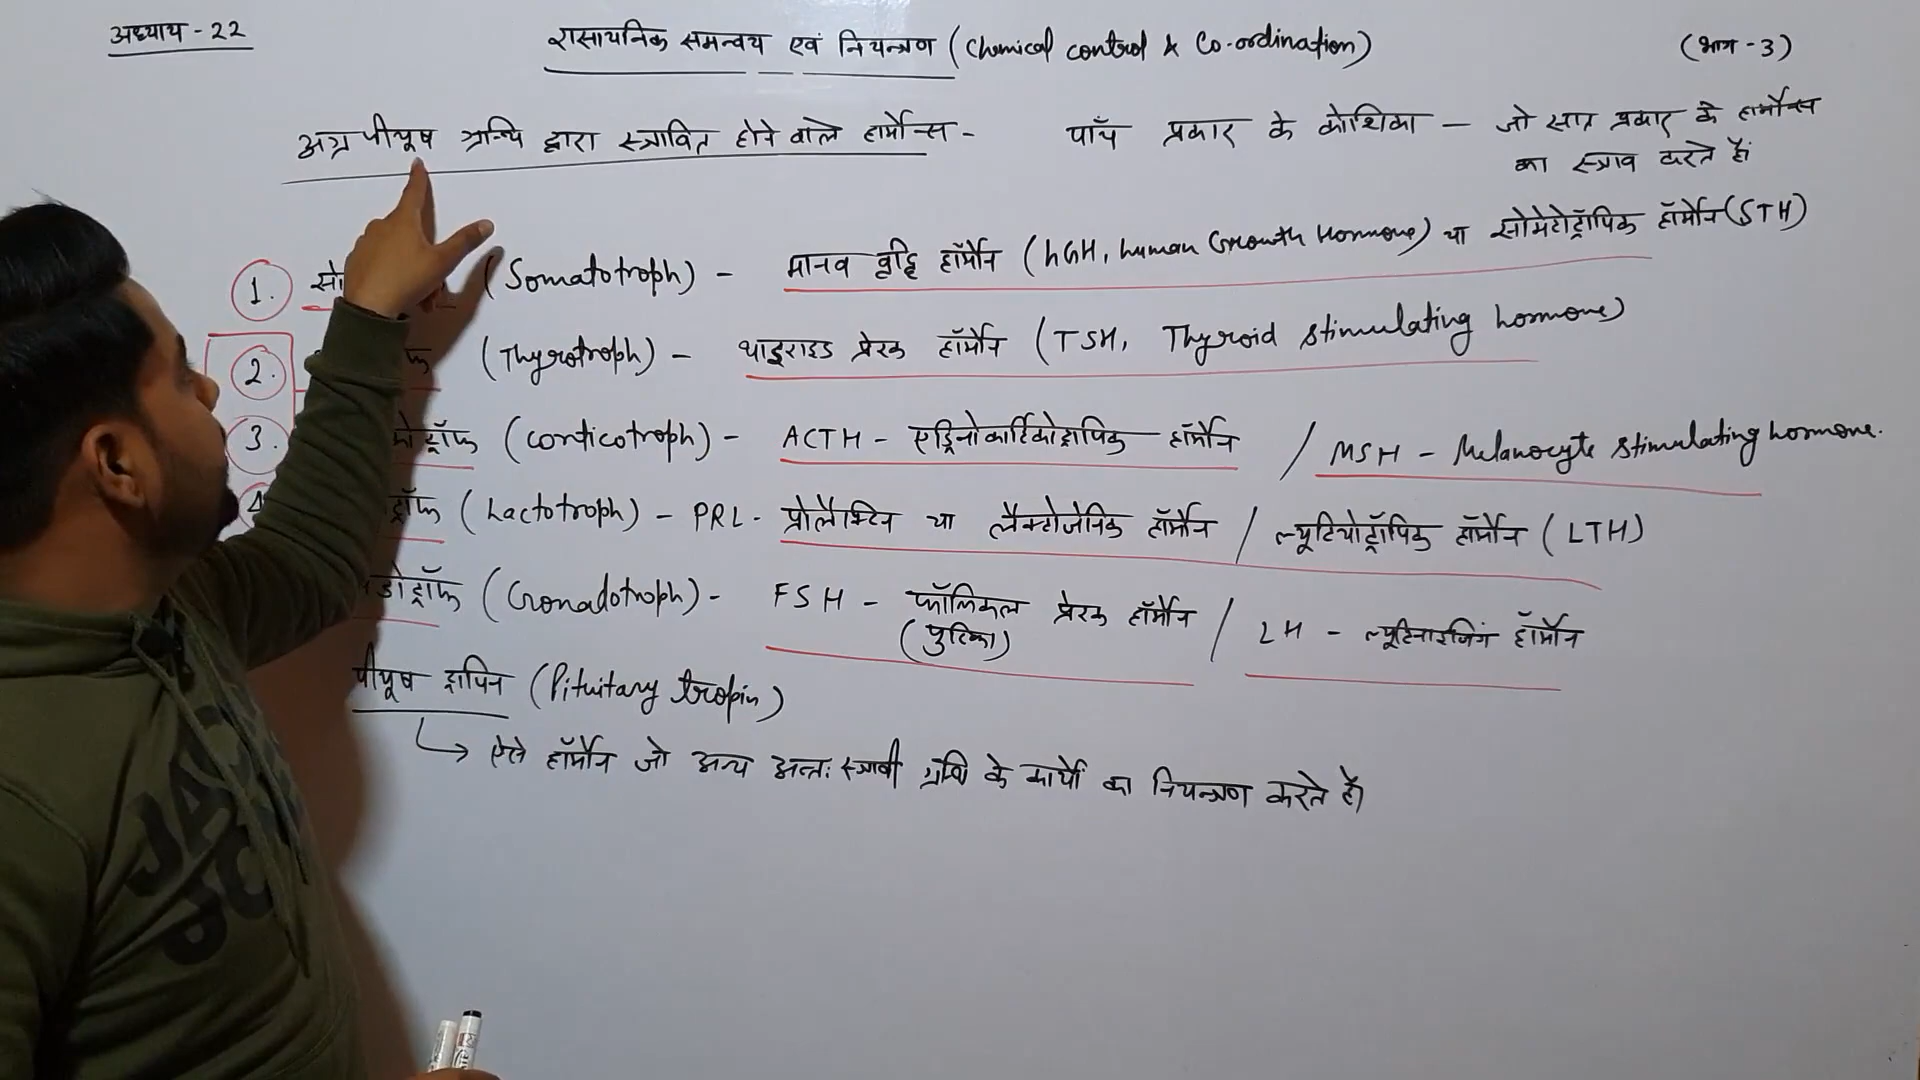 अध्याय - 22
रासायनिक समन्वय एवं नियन्त्रण (Chemical control & Co-ordination)
(भाग - 3)
अग्र पीयूष ग्रन्थि द्वारा स्त्रावित होने वाले हार्मोन्स -
पाँच प्रकार के कोशिका - जो सात प्रकार के हार्मोन्स
का स्त्राव करते हैं
1. सो (Somatotroph) - मानव वृद्धि हॉर्मोन (hGH, human Growth Hormone) या सोमेटोट्रॉपिक हॉर्मोन (STH)
2. (Thyrotroph) - थाइराइड प्रेरक हॉर्मोन (TSH, Thyroid stimulating hormone)
3. (Corticotroph) - ACTH - एड्रिनोकार्टिकोट्रापिक हॉर्मोन / MSH - Melanocyte stimulating hormone.
4 (Lactotroph) - PRL - प्रोलैक्टिन या लैक्टोजेनिक हॉर्मोन / ल्यूटियोट्रॉपिक हॉर्मोन (LTH)
(Gonadotroph) - FSH - फॉलिकल प्रेरक हॉर्मोन / LH - ल्यूटिनाइजिंग हॉर्मोन
(पुटिका)
पीयूष ट्रापिन (Pituitary tropin)
→ ऐसे हॉर्मोन जो अन्य अन्तः स्त्रावी ग्रन्थि के कार्यों का नियन्त्रण करते हैं